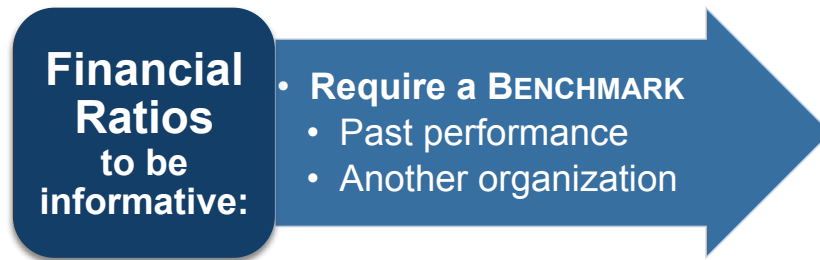 Financial
Ratios
to be
informative:
• Require a BENCHMARK
• Past performance
• Another organization